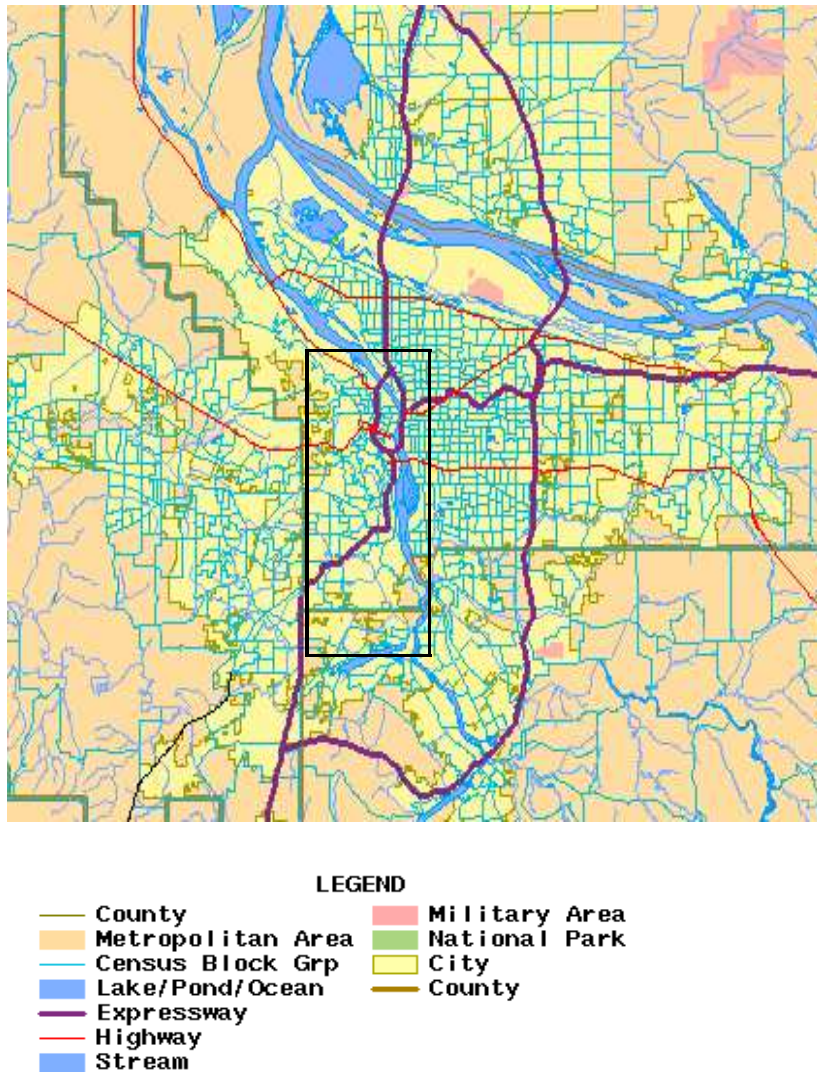 LEGEND
County
Military Area
Metropolitan Area
National Park
Census Block Grp
City
Lake/Pond/Ocean
County
Expressway
Highway
Stream